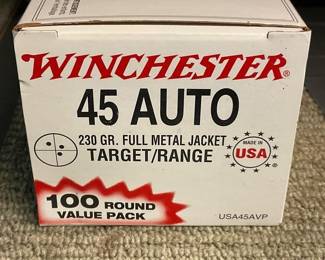 WINCHESTER®
45 AUTO
230 GR. FULL METAL JACKET
TARGET/RANGE
MADE IN
USA
100 ROUND
VALUE PACK
USA45AVP